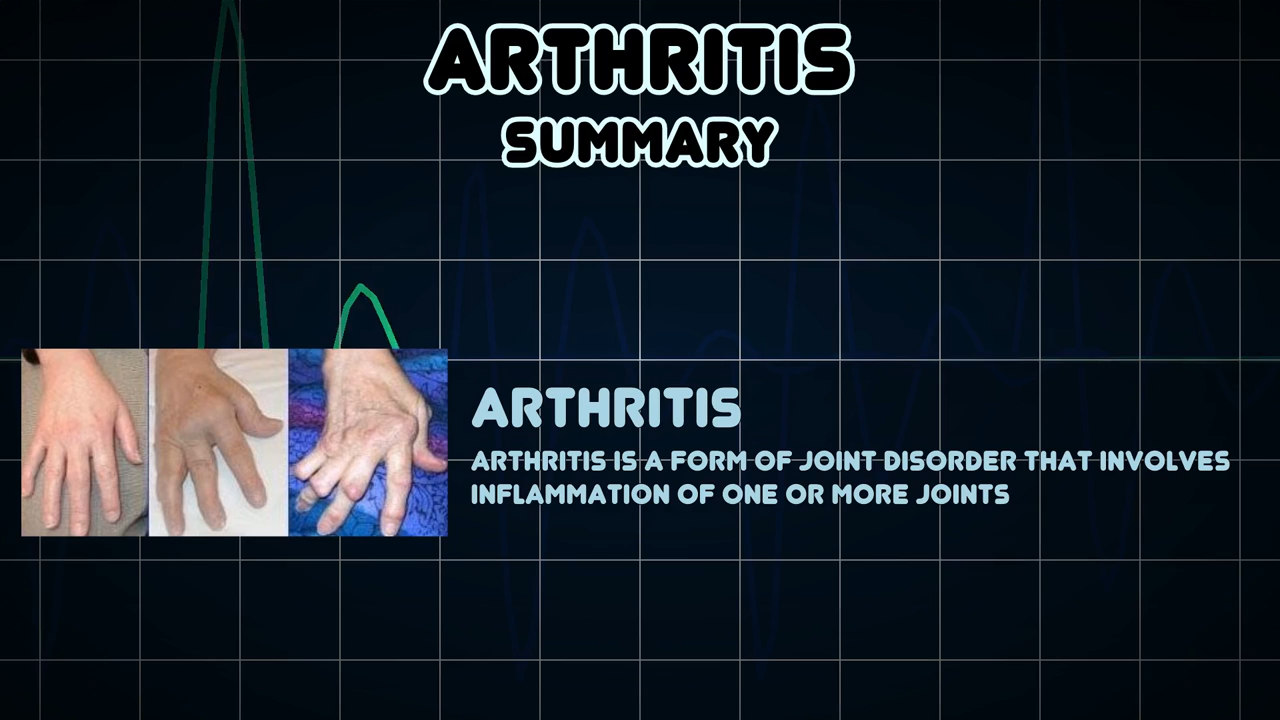 ARTHRITIS
SUMMARY
ARTHRITIS
ARTHRITIS IS A FORM OF JOINT DISORDER THAT INVOLVES
INFLAMMATION OF ONE OR MORE JOINTS